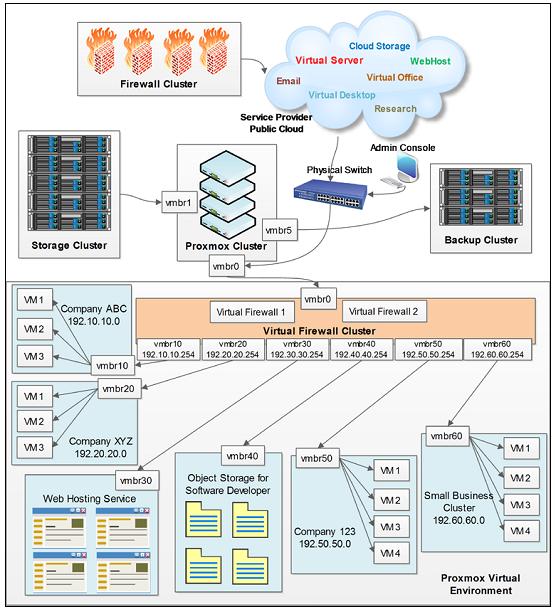 Firewall Cluster
Cloud Storage
Virtual Server
WebHost
Email
Virtual Office
Virtual Desktop
Research
Service Provider
Public Cloud
Admin Console
Physical Switch
Storage Cluster
vmbr1
Proxmox Cluster
vmbr5
vmbr0
Backup Cluster
vmbr0
Virtual Firewall 1
Virtual Firewall 2
Virtual Firewall Cluster
vmbr10
192.10.10.254
vmbr20
192.20.20.254
vmbr30
192.30.30.254
vmbr40
192.40.40.254
vmbr50
192.50.50.254
vmbr60
192.60.60.254
VM1
VM2
VM3
Company ABC
192.10.10.0
vmbr10
vmbr20
VM1
VM2
VM3
Company XYZ
192.20.20.0
vmbr30
Web Hosting Service
vmbr40
Object Storage for
Software Developer
vmbr50
VM1
VM2
VM3
VM4
Company 123
192.50.50.0
vmbr60
VM1
VM2
VM3
VM4
Small Business
Cluster
192.60.60.0
Proxmox Virtual
Environment